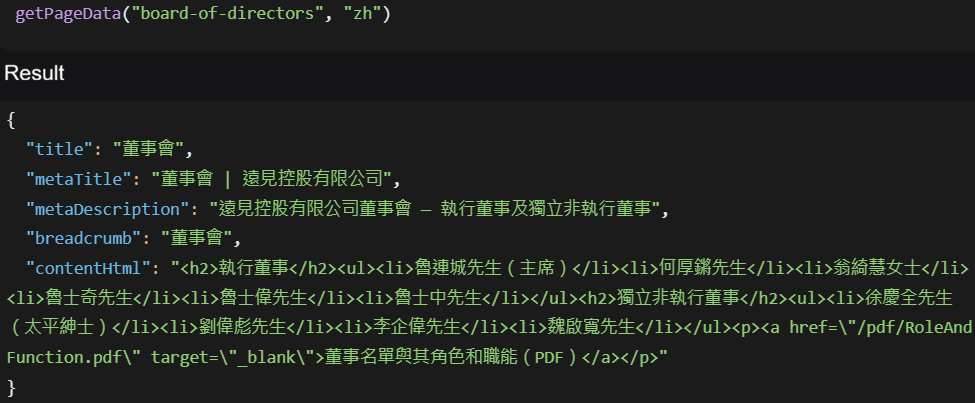 getPageData("board-of-directors", "zh")
Result
{
"title": "董事會",
"metaTitle": "董事會 | 遠見控股有限公司",
"metaDescription": "遠見控股有限公司董事會 – 執行董事及獨立非執行董事",
"breadcrumb": "董事會",
"contentHtml": "<h2>執行董事</h2><ul><li>魯連城先生（主席）</li><li>何厚鏘先生</li><li>翁綺慧女士</li>
<li>魯士奇先生</li><li>魯士偉先生</li><li>魯士中先生</li></ul><h2>獨立非執行董事</h2><ul><li>徐慶全先生
（太平紳士）</li><li>劉偉彪先生</li><li>李企偉先生</li><li>魏啟寬先生</li></ul><p><a href=\"/pdf/RoleAnd
Function.pdf\" target=\"_blank\">董事名單與其角色和職能（PDF）</a></p>"
}